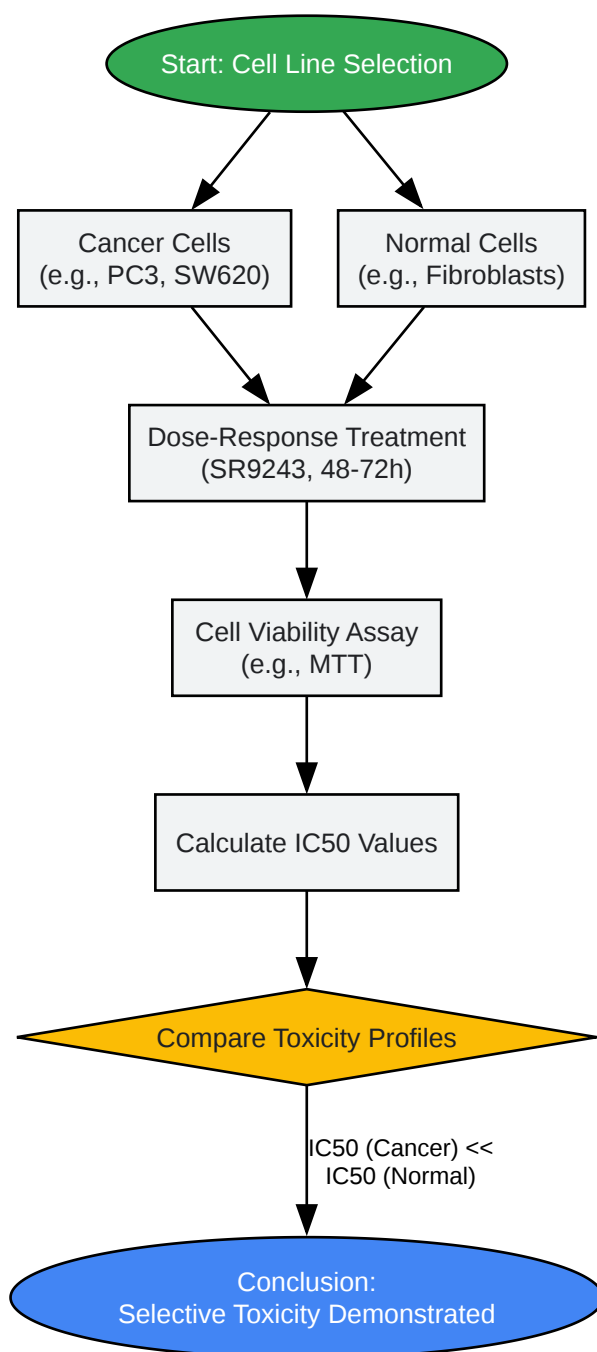 Start: Cell Line Selection
Cancer Cells
(e.g., PC3, SW620)
Normal Cells
(e.g., Fibroblasts)
Dose-Response Treatment
(SR9243, 48-72h)
Cell Viability Assay
(e.g., MTT)
Calculate IC50 Values
Compare Toxicity Profiles
IC50 (Cancer) <<
IC50 (Normal)
Conclusion:
Selective Toxicity Demonstrated